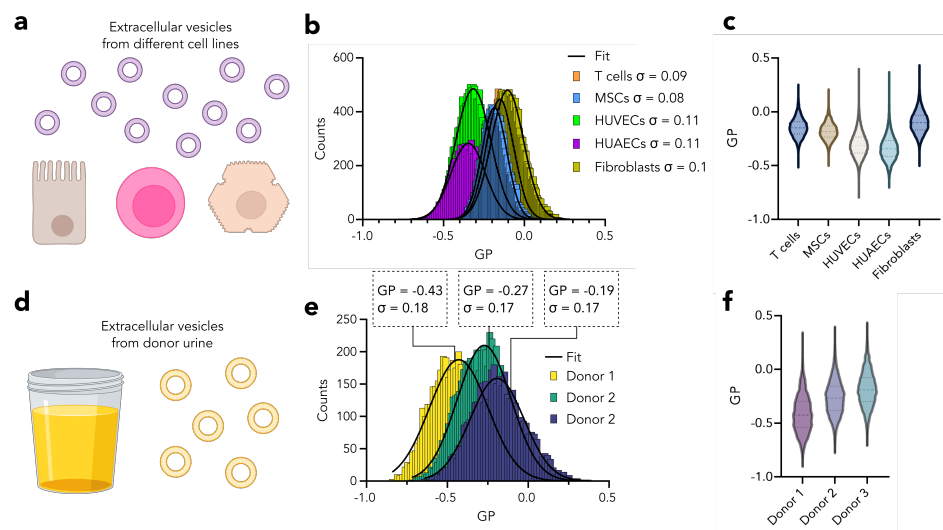 a
Extracellular vesicles
from different cell lines
b
600
400
200
0
Counts
-1.0
-0.5
0.0
0.5
GP
Fit
T cells σ = 0.09
MSCs σ = 0.08
HUVECs σ = 0.11
HUAECs σ = 0.11
Fibroblasts σ = 0.1
c
0.5
0.0
-0.5
-1.0
GP
T cells
MSCs
HUVECs
HUAECs
Fibroblasts
d
Extracellular vesicles
from donor urine
e
GP = -0.43
σ = 0.18
GP = -0.27
σ = 0.17
GP = -0.19
σ = 0.17
250
200
150
100
50
0
Counts
-1.0
-0.5
0.0
0.5
GP
Fit
Donor 1
Donor 2
Donor 2
f
0.5
0.0
-0.5
-1.0
GP
Donor 1
Donor 2
Donor 3